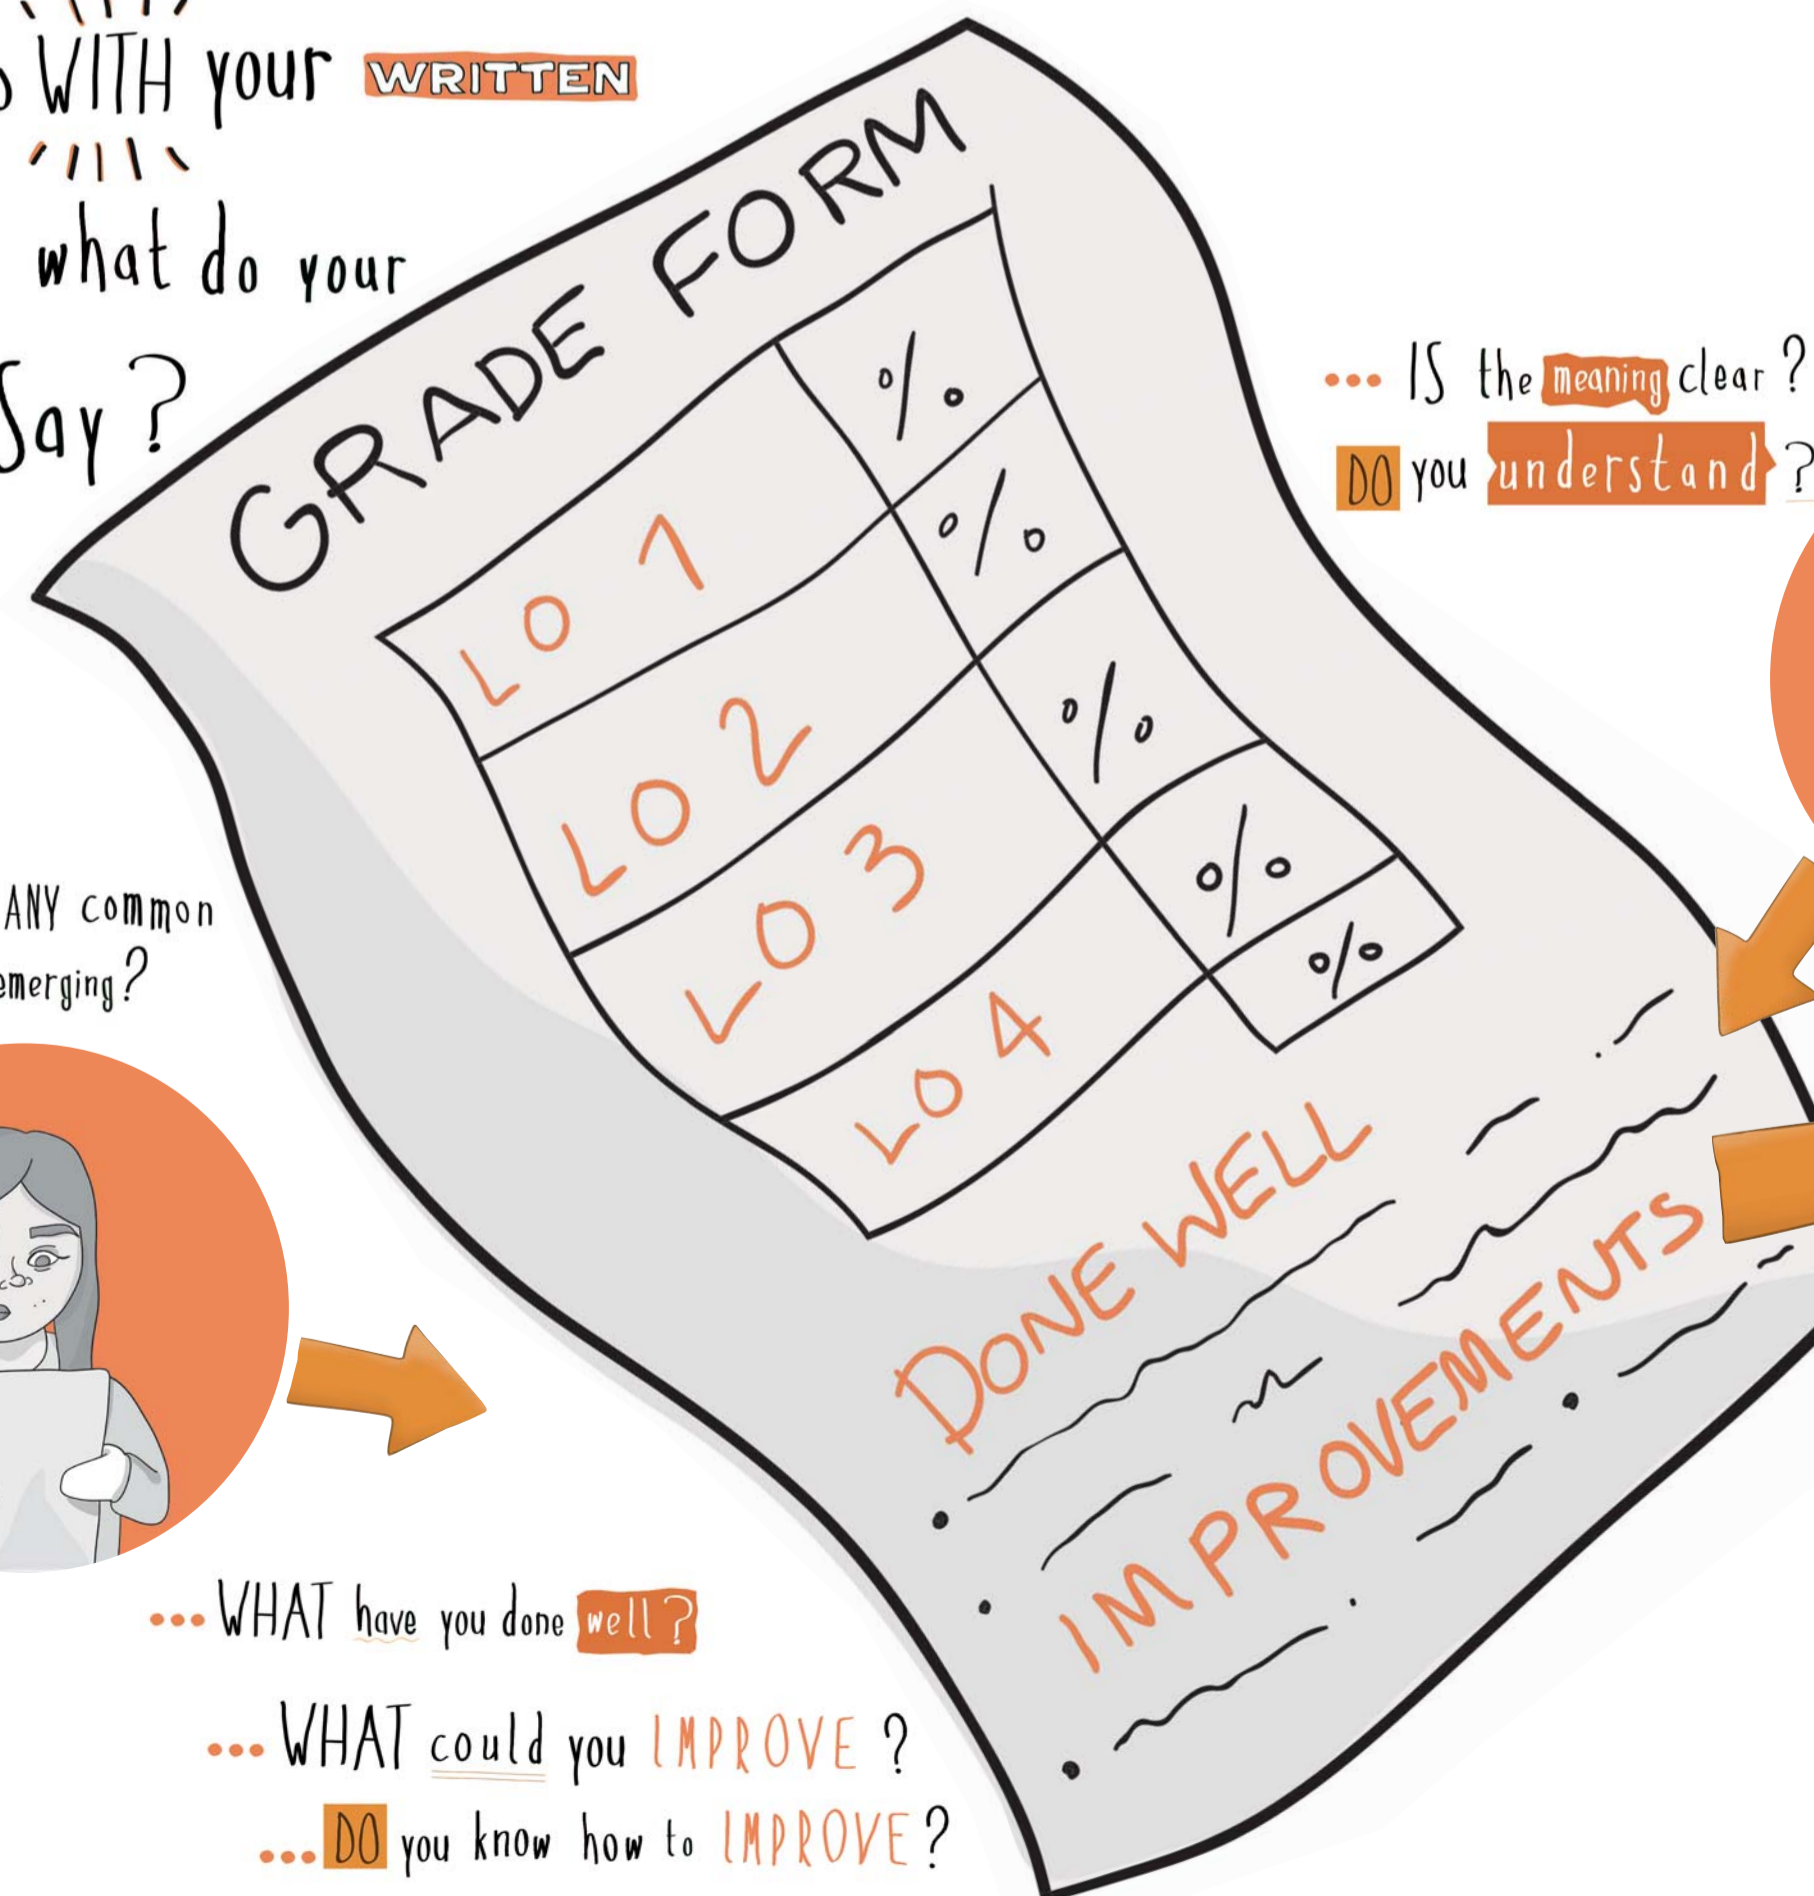 WITH your WRITTEN
what do your
Say ?
GRADE FORM
LO 1 %
LO 2 %
LO 3 %
LO 4 %
%
DONE WELL
IMPROVEMENTS
... IS the meaning clear ?
DO you understand ?
ANY common
emerging ?
... WHAT have you done well ?
... WHAT could you IMPROVE ?
... DO you know how to IMPROVE ?